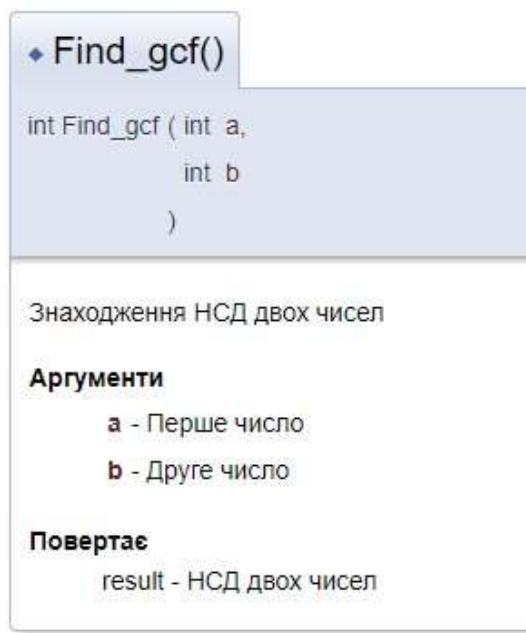 Find_gcf()
int Find_gcf ( int a,
int b
)
Знаходження НСД двох чисел
Аргументи
a - Перше число
b - Друге число
Повертає
result - НСД двох чисел